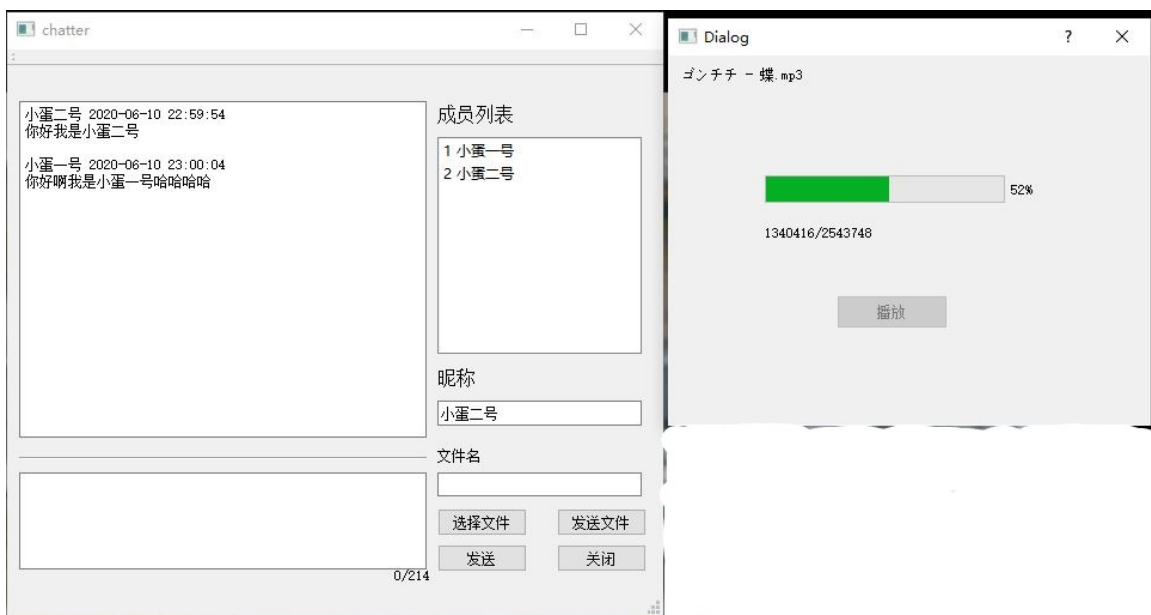 chatter
小蛋二号 2020-06-10 22:59:54
你好我是小蛋二号
小蛋一号 2020-06-10 23:00:04
你好啊我是小蛋一号哈哈哈哈
成员列表
1 小蛋一号
2 小蛋二号
昵称
小蛋二号
文件名
选择文件
发送文件
发送
关闭
0/214
Dialog
?
ゴンチチ - 蝶.mp3
52%
1340416/2543748
播放